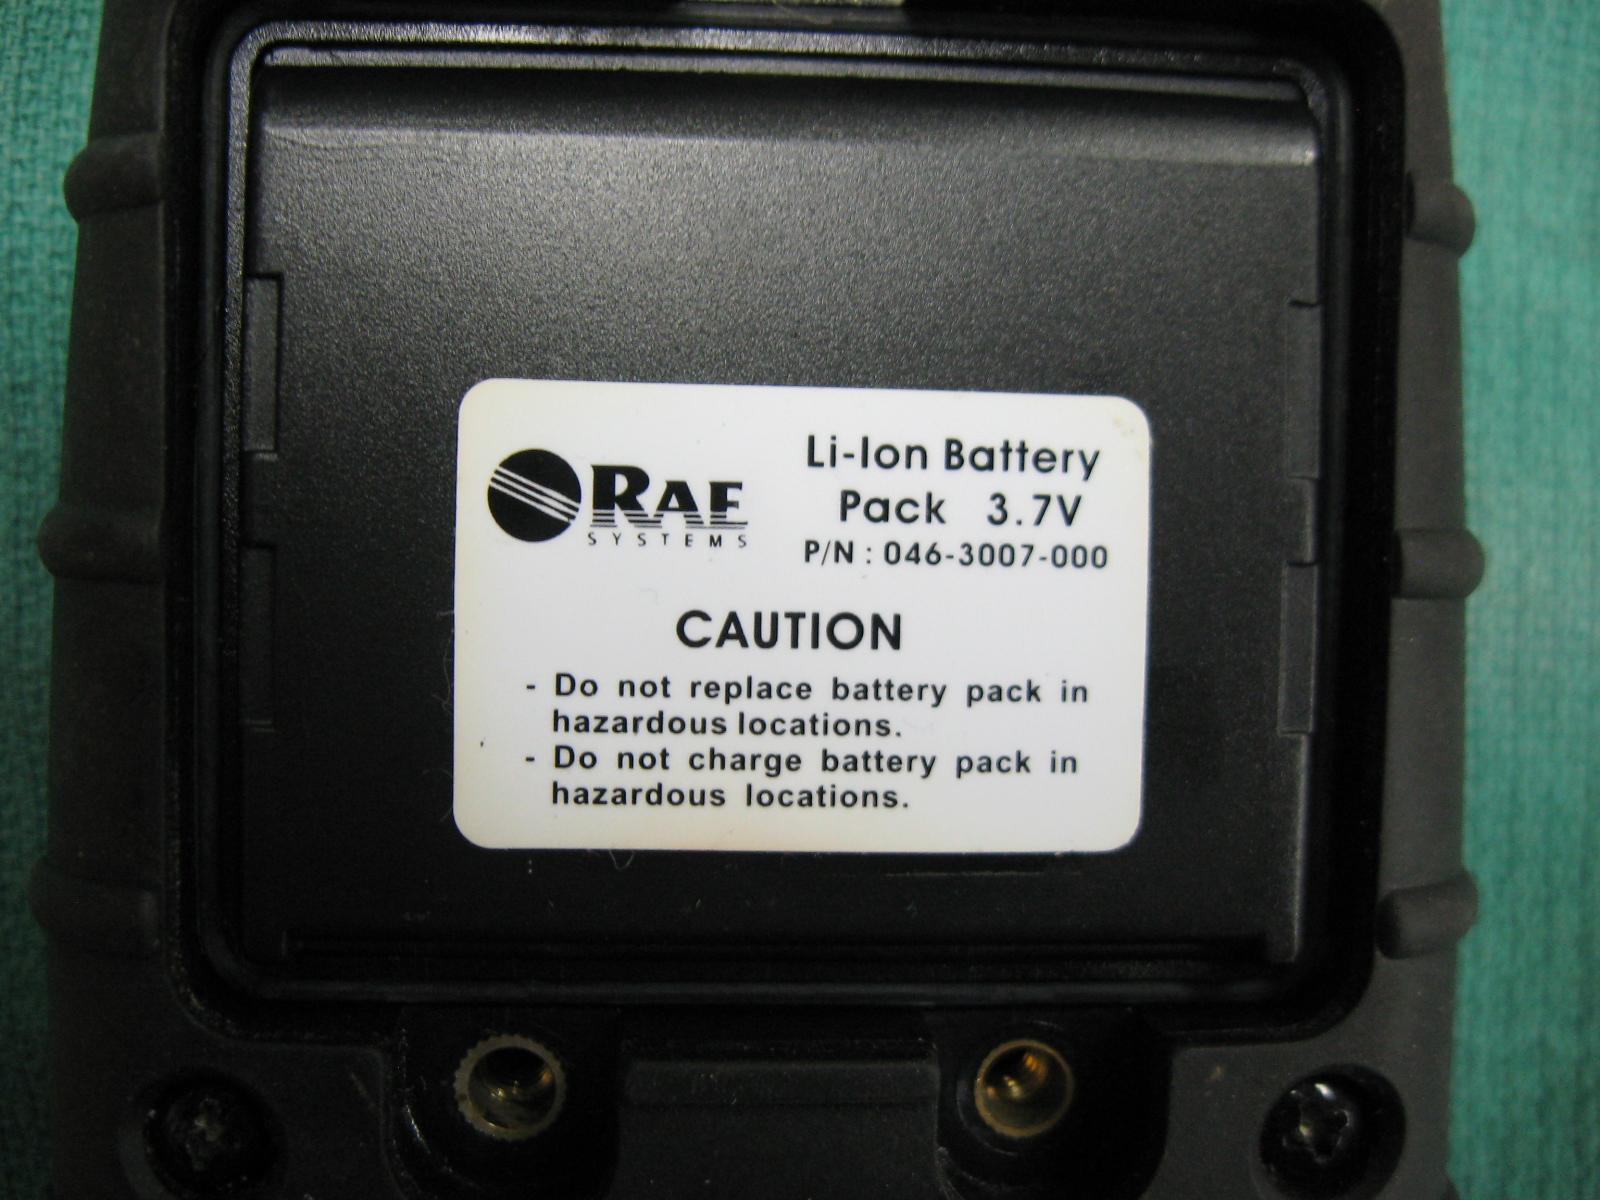 RAE
SYSTEMS
Li-Ion Battery
Pack 3.7V
P/N : 046-3007-000
CAUTION
- Do not replace battery pack in
hazardous locations.
- Do not charge battery pack in
hazardous locations.